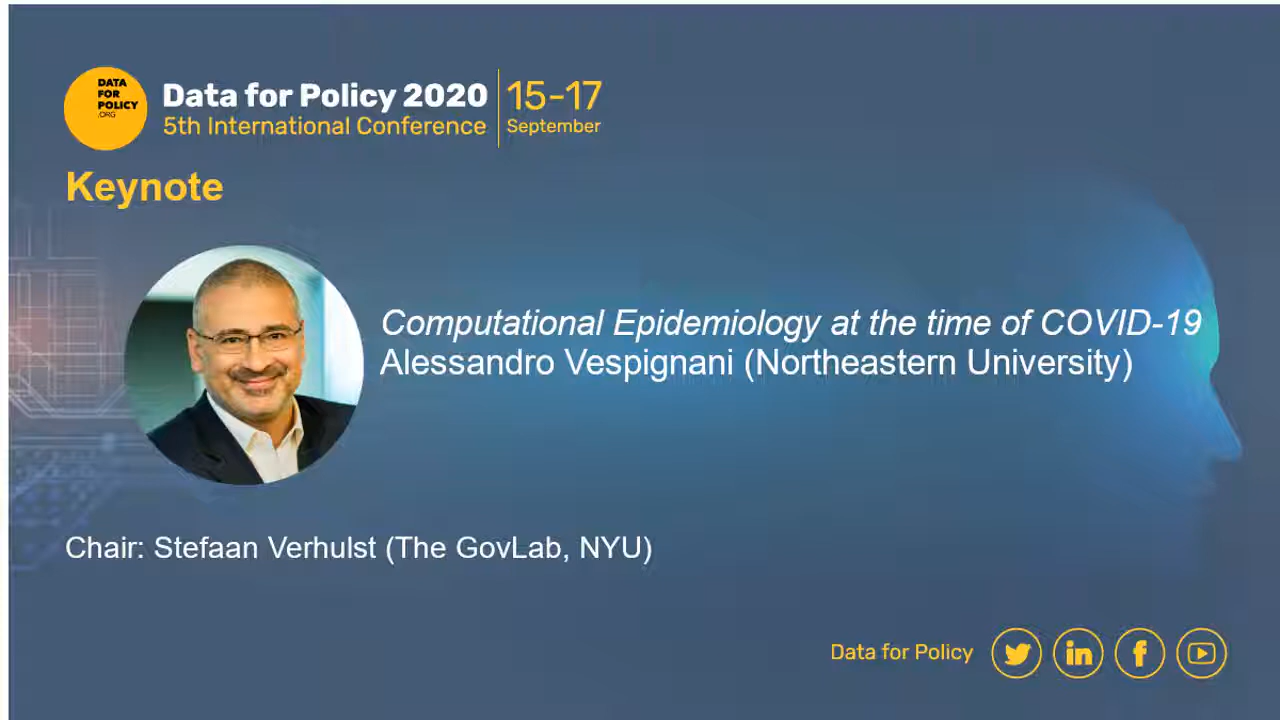 DATA
FOR
POLICY
.ORG
Data for Policy 2020
5th International Conference
15-17
September
Keynote
Computational Epidemiology at the time of COVID-19
Alessandro Vespignani (Northeastern University)
Chair: Stefaan Verhulst (The GovLab, NYU)
Data for Policy